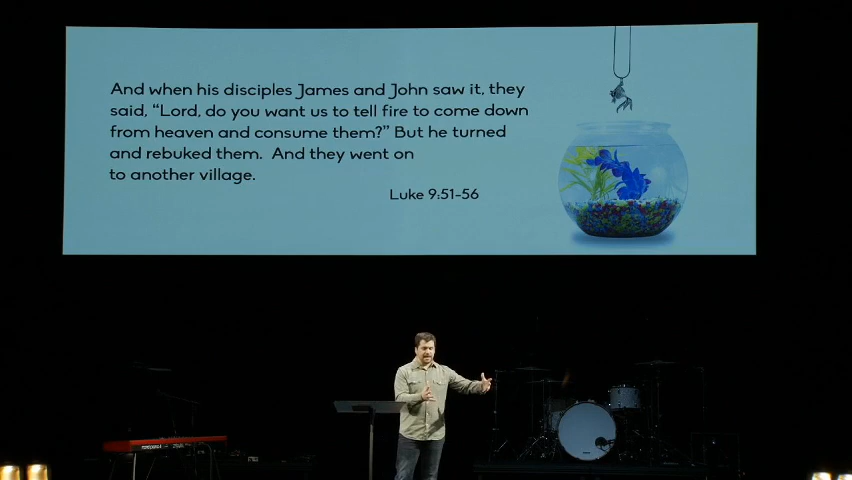 And when his disciples James and John saw it, they
said, “Lord, do you want us to tell fire to come down
from heaven and consume them?” But he turned
and rebuked them. And they went on
to another village.
Luke 9:51-56